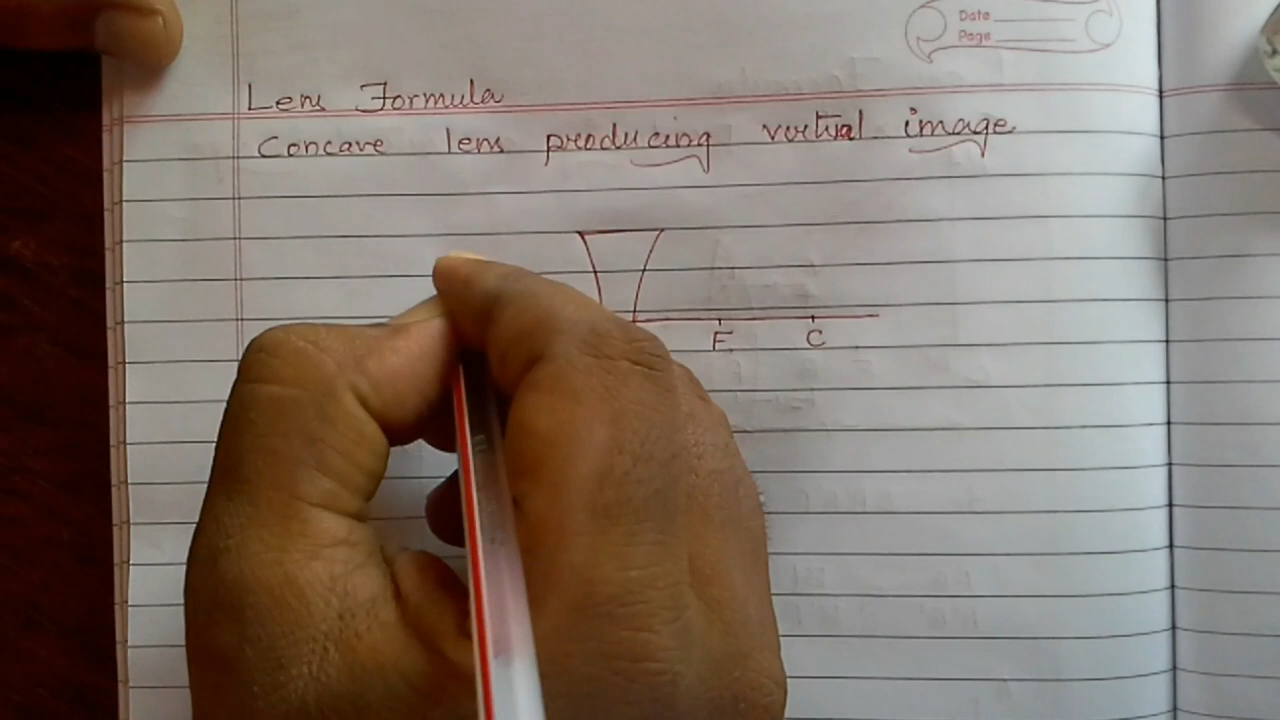 Date
Page
Lens Formula
Concave lens producing virtual image
F C